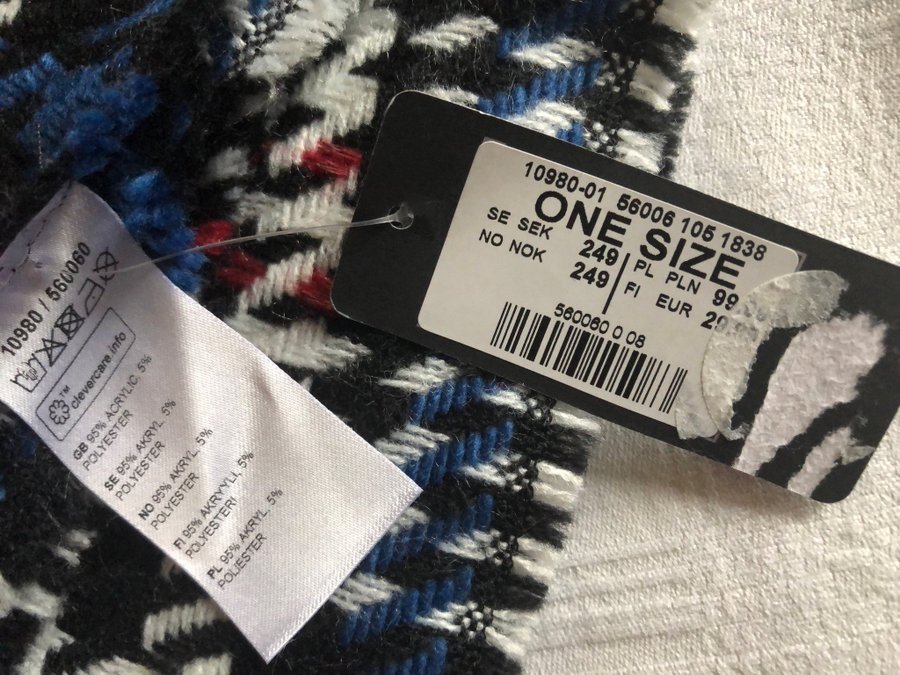 10980-01 56006 105 1838
ONE SIZE
SE SEK 249 PL PLN 99
NO NOK 249 FI EUR
560060 0 08
10980 / 560060
clevercare.info
GB 95% ACRYLIC, 5%
POLYESTER
SE 95% AKRYL, 5%
POLYESTER
NO 95% AKRYL, 5%
POLYESTER
FI 95% AKRYYLI, 5%
POLYESTERI
PL 95% AKRYL, 5%
POLIESTER